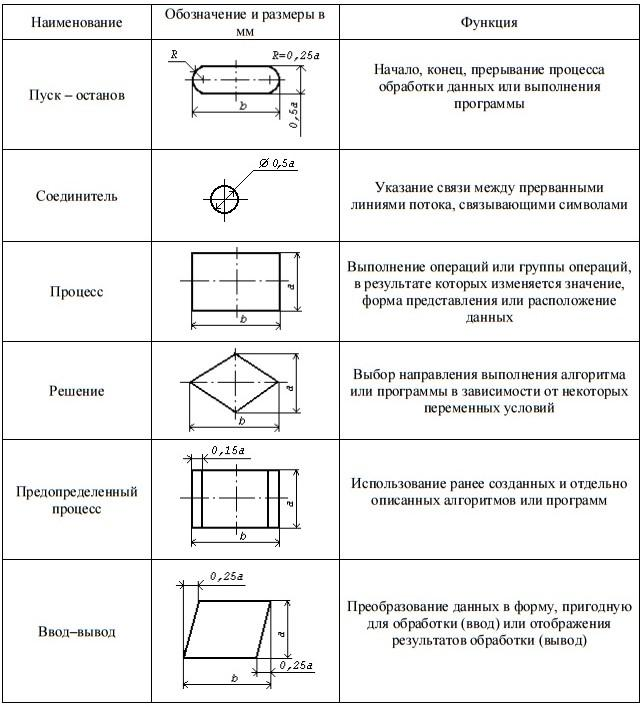 Наименование
Обозначение и размеры в
мм
Функция
Пуск – останов
R
R=0,25a
b
0,5a
Начало, конец, прерывание процесса
обработки данных или выполнения
программы
Соединитель
Ø 0,5a
Указание связи между прерванными
линиями потока, связывающими символами
Процесс
a
b
Выполнение операций или группы операций,
в результате которых изменяется значение,
форма представления или расположение
данных
Решение
a
b
Выбор направления выполнения алгоритма
или программы в зависимости от некоторых
переменных условий
Предопределенный
процесс
0,15a
a
b
Использование ранее созданных и отдельно
описанных алгоритмов или программ
Ввод–вывод
0,25a
a
0,25a
b
Преобразование данных в форму, пригодную
для обработки (ввод) или отображения
результатов обработки (вывод)